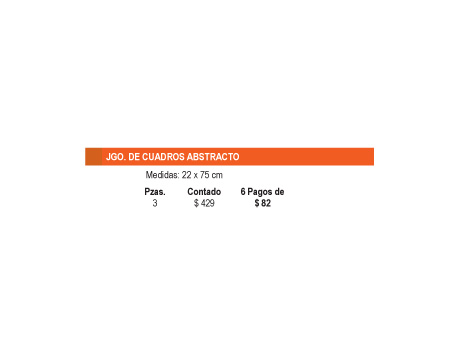 JGO. DE CUADROS ABSTRACTO
Medidas: 22 x 75 cm
Pzas. Contado 6 Pagos de
3 $ 429 $ 82